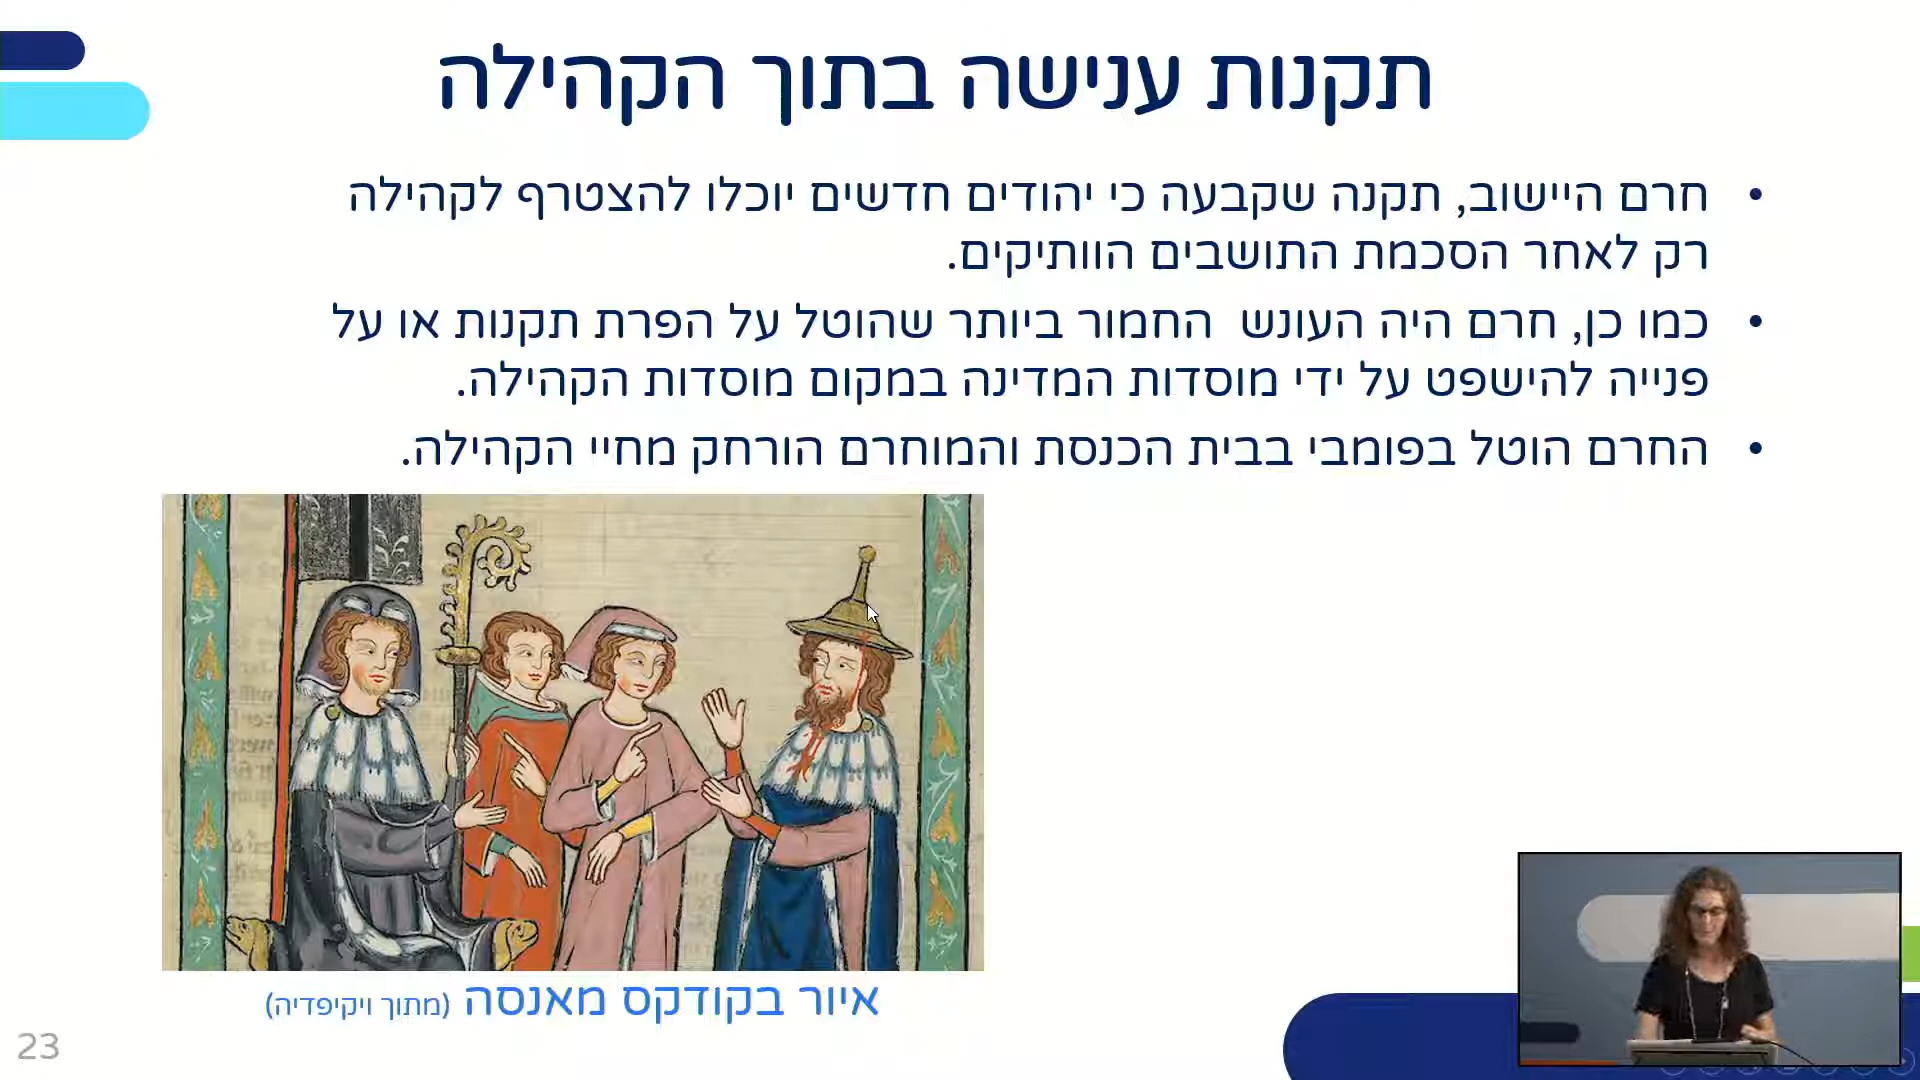 תקנות ענישה בתוך הקהילה
• חרם היישוב, תקנה שקבעה כי יהודים חדשים יוכלו להצטרף לקהילה
רק לאחר הסכמת התושבים הוותיקים.
• כמו כן, חרם היה העונש החמור ביותר שהוטל על הפרת תקנות או על
פנייה להישפט על ידי מוסדות המדינה במקום מוסדות הקהילה.
• החרם הוטל בפומבי בבית הכנסת והמוחרם הורחק מחיי הקהילה.
איור בקודקס מאנסה (מתוך ויקיפדיה)
23